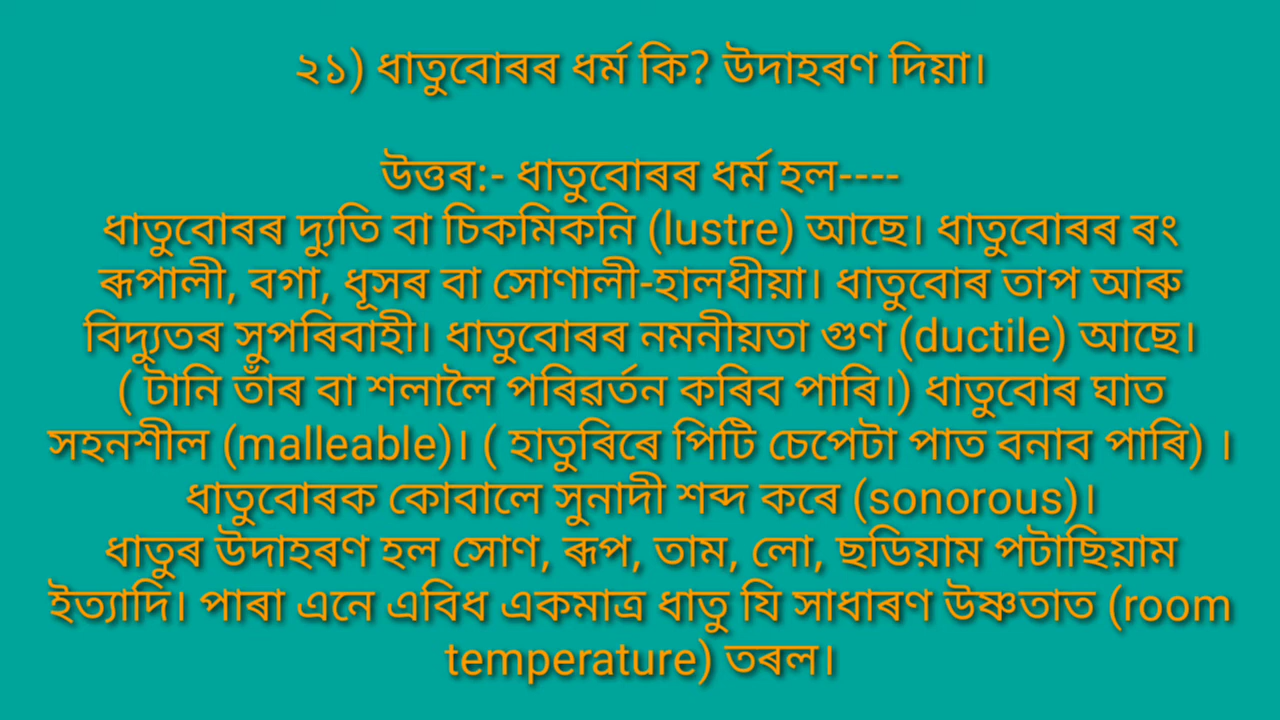 ২১) ধাতুবোৰৰ ধৰ্ম কি? উদাহৰণ দিয়া।
উত্তৰ:- ধাতুবোৰৰ ধৰ্ম হল----
ধাতুবোৰৰ দ্যুতি বা চিকমিকনি (lustre) আছে। ধাতুবোৰৰ ৰং
ৰূপালী, বগা, ধূসৰ বা সোণালী-হালধীয়া। ধাতুবোৰ তাপ আৰু
বিদ্যুতৰ সুপৰিবাহী। ধাতুবোৰৰ নমনীয়তা গুণ (ductile) আছে।
( টানি তাঁৰ বা শলালৈ পৰিৱৰ্তন কৰিব পাৰি।) ধাতুবোৰ ঘাত
সহনশীল (malleable)। ( হাতুৰিৰে পিটি চেপেটা পাত বনাব পাৰি) ।
ধাতুবোৰক কোবালে সুনাদী শব্দ কৰে (sonorous)।
ধাতুৰ উদাহৰণ হল সোণ, ৰূপ, তাম, লো, ছডিয়াম পটাছিয়াম
ইত্যাদি। পাৰা এনে এবিধ একমাত্ৰ ধাতু যি সাধাৰণ উষ্ণতাত (room
temperature) তৰল।